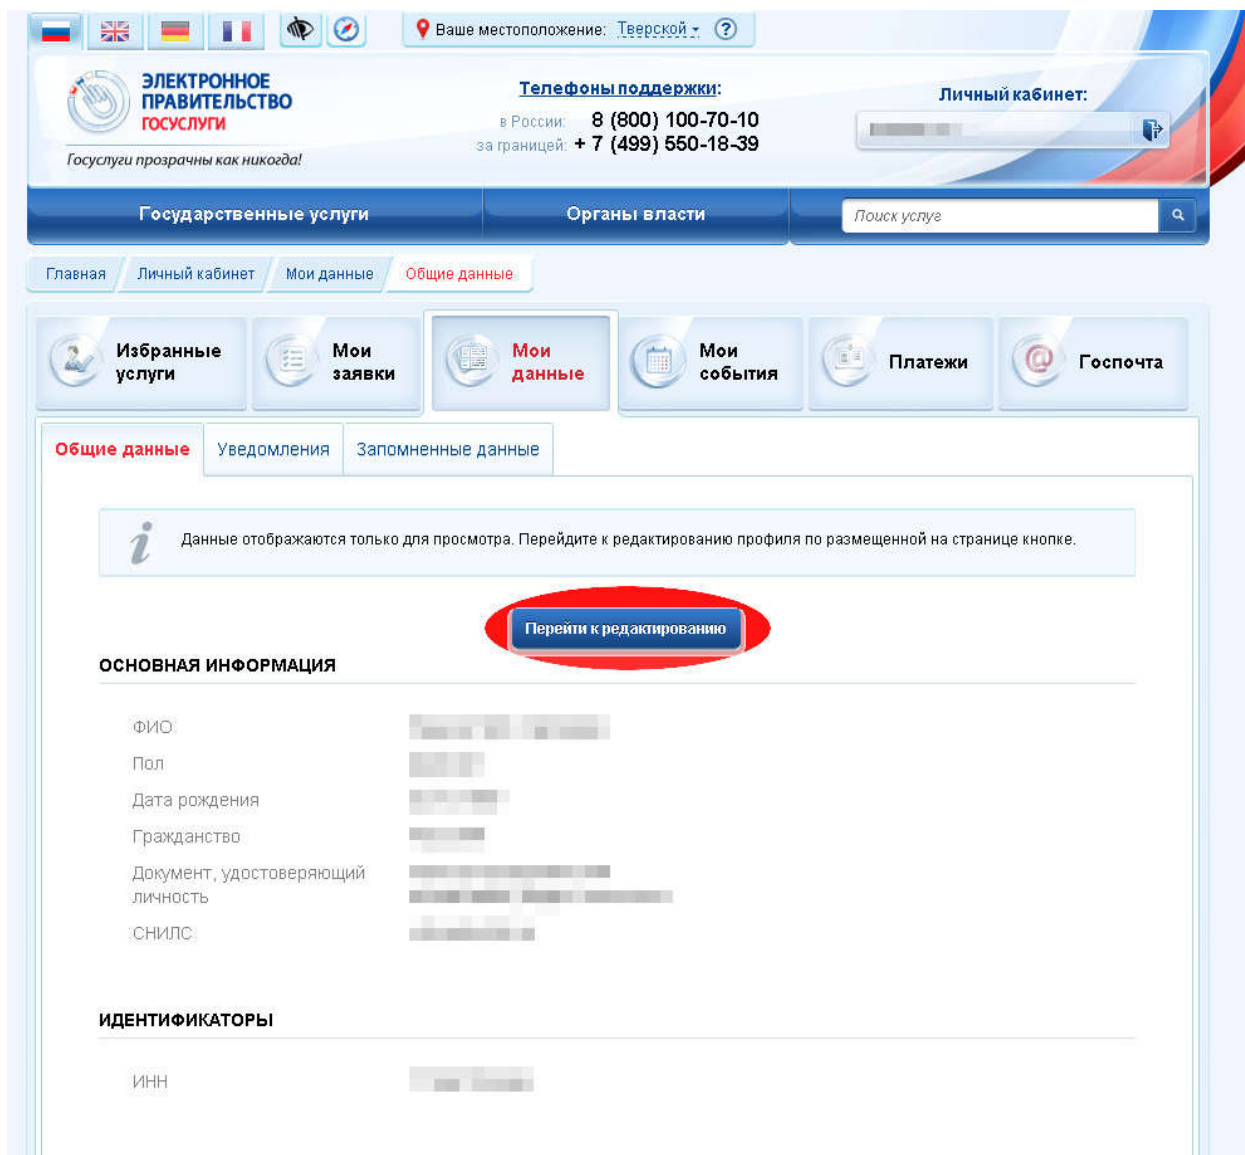 Ваше местоположение: Тверской ?
ЭЛЕКТРОННОЕ
ПРАВИТЕЛЬСТВО
ГОСУСЛУГИ
Госуслуги прозрачны как никогда!
Телефоны поддержки:
в России: 8 (800) 100-70-10
за границей: + 7 (499) 550-18-39
Личный кабинет:
Государственные услуги
Органы власти
Поиск услуг
Главная
Личный кабинет
Мои данные
Общие данные
Избранные
услуги
Мои
заявки
Мои
данные
Мои
события
Платежи
@ Госпочта
Общие данные
Уведомления
Запомненные данные
i Данные отображаются только для просмотра. Перейдите к редактированию профиля по размещенной на странице кнопке.
Перейти к редактированию
ОСНОВНАЯ ИНФОРМАЦИЯ
ФИО
Пол
Дата рождения
Гражданство
Документ, удостоверяющий
личность
СНИЛС
ИДЕНТИФИКАТОРЫ
ИНН